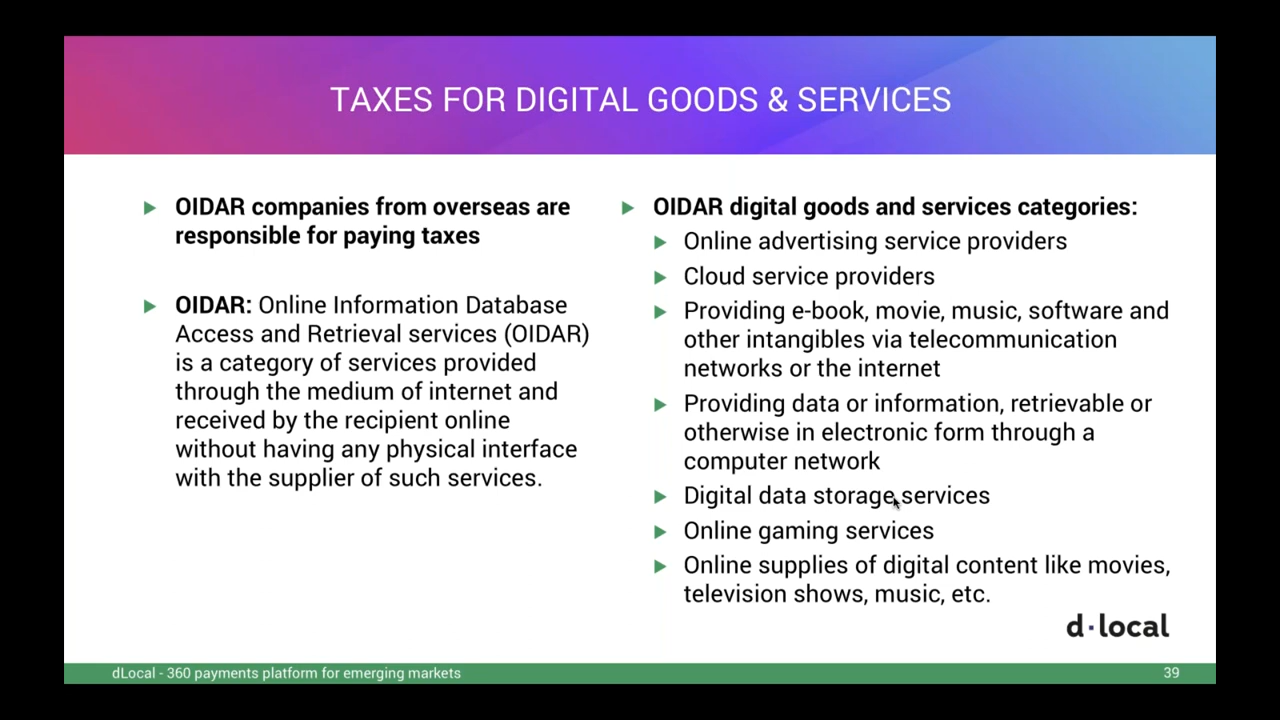 TAXES FOR DIGITAL GOODS & SERVICES
OIDAR companies from overseas are
responsible for paying taxes
OIDAR: Online Information Database
Access and Retrieval services (OIDAR)
is a category of services provided
through the medium of internet and
received by the recipient online
without having any physical interface
with the supplier of such services.
OIDAR digital goods and services categories:
Online advertising service providers
Cloud service providers
Providing e-book, movie, music, software and
other intangibles via telecommunication
networks or the internet
Providing data or information, retrievable or
otherwise in electronic form through a
computer network
Digital data storage services
Online gaming services
Online supplies of digital content like movies,
television shows, music, etc.
d·local
dLocal - 360 payments platform for emerging markets
39